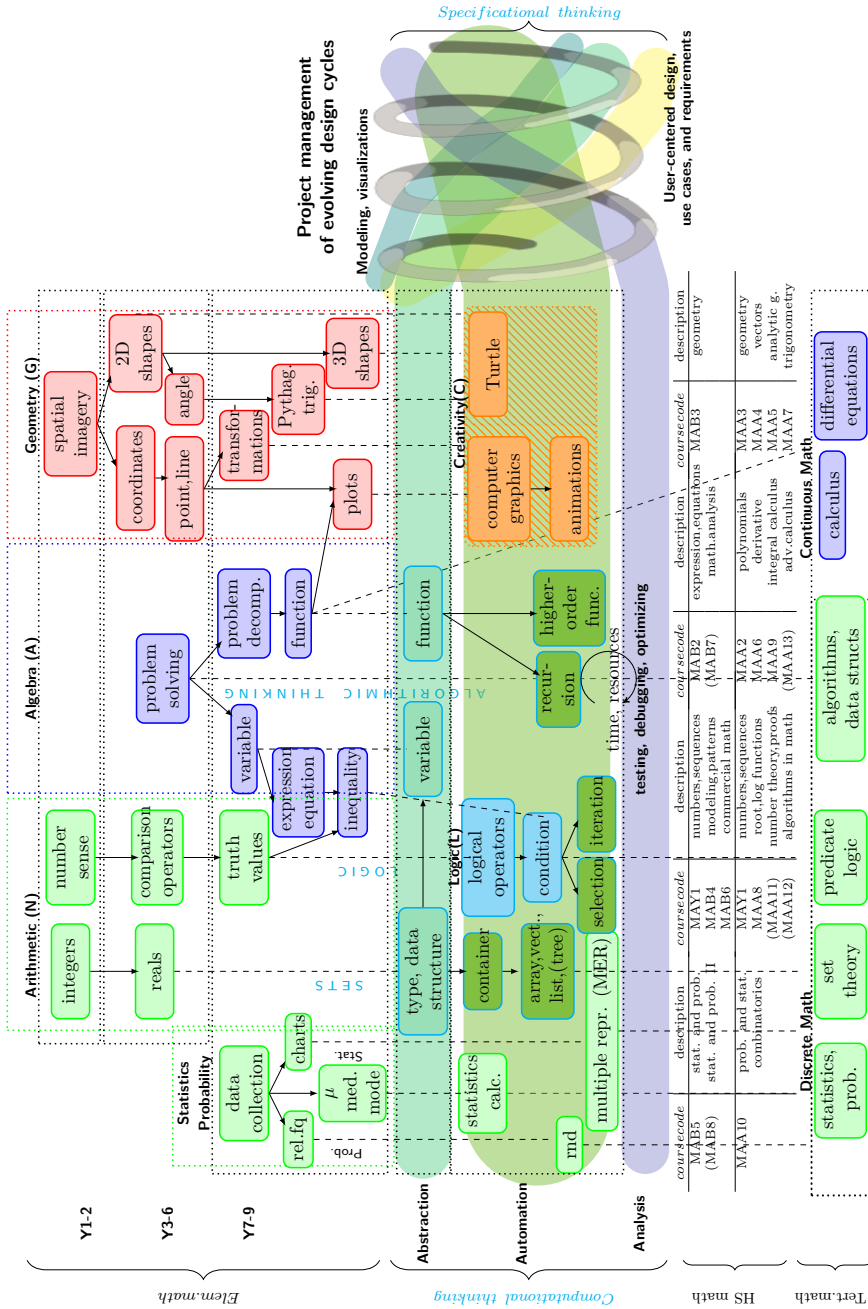 Specificational thinking
Project management
of evolving design cycles
Modeling, visualizations
User-centered design,
use cases, and requirements
Geometry (G)
Algebra (A)
Arithmetic (N)
Statistics
Probability
Elem.math
Y1-2
Y3-6
Y7-9
integers
number
sense
spatial
imagery
reals
comparison
operators
problem
solving
coordinates
2D
shapes
point,line
angle
data
collection
truth
values
variable
problem
decomp.
transfor-
mations
rel.fq
charts
expression
equation
function
Pythag.
trig.
Prob.
Stat.
μ
med.
mode
inequality
plots
3D
shapes
SETS
LOGIC
ALGORITHMIC THINKING
Computational thinking
Abstraction
type, data
structure
variable
function
Automation
Logic(L)
Creativity(C)
statistics
calc.
container
logical
operators
computer
graphics
Turtle
array,vect.,
list,(tree)
condition
recur-
sion
higher-
order
func.
animations
rnd
multiple repr. (MER)
selection
iteration
time, resources
Analysis
testing, debugging, optimizing
HS math
coursecode
description
coursecode
description
coursecode
description
coursecode
description
MAB5
(MAB8)
stat. and prob.
stat. and prob. II
MAY1
MAB4
MAB6
numbers,sequences
modeling,patterns
commercial math
MAB2
(MAB7)
expression,equations
math.analysis
MAB3
geometry
MAA10
prob. and stat.
combinatorics
MAY1
MAA8
(MAA11)
(MAA12)
numbers,sequences
root,log functions
number theory,proofs
algorithms in math
MAA2
MAA6
MAA9
(MAA13)
polynomials
derivative
integral calculus
adv.calculus
MAA3
MAA4
MAA5
MAA7
geometry
vectors
analytic g.
trigonometry
Tert.math
Discrete Math
Continuous Math
statistics,
prob.
set
theory
predicate
logic
algorithms,
data structs
calculus
differential
equations